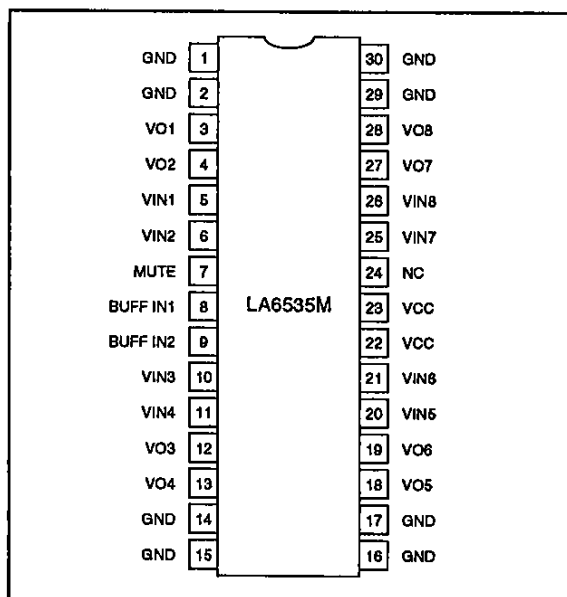 GND 1 30 GND
GND 2 29 GND
VO1 3 28 VO8
VO2 4 27 VO7
VIN1 5 26 VIN8
VIN2 6 25 VIN7
MUTE 7 24 NC
BUFF IN1 8 LA6535M 23 VCC
BUFF IN2 9 22 VCC
VIN3 10 21 VIN6
VIN4 11 20 VIN5
VO3 12 19 VO6
VO4 13 18 VO5
GND 14 17 GND
GND 15 16 GND